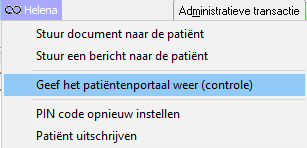 Helena Administratieve transactie
Stuur document naar de patiënt
Stuur een bericht naar de patiënt
Geef het patiëntenportaal weer (controle)
PIN code opnieuw instellen
Patiënt uitschrijven